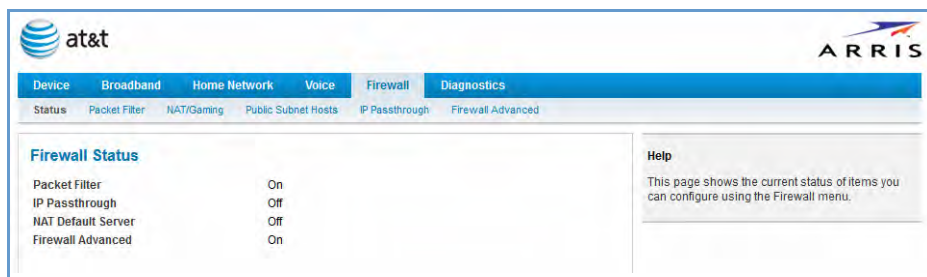 at&t
ARRIS
Device Broadband Home Network Voice Firewall Diagnostics
Status Packet Filter NAT/Gaming Public Subnet Hosts IP Passthrough Firewall Advanced
Firewall Status
Packet Filter On
IP Passthrough Off
NAT Default Server Off
Firewall Advanced On
Help
This page shows the current status of items you
can configure using the Firewall menu.